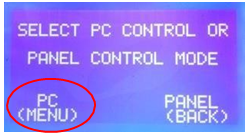 SELECT PC CONTROL OR
PANEL CONTROL MODE
PC PANEL
(MENU) (BACK)